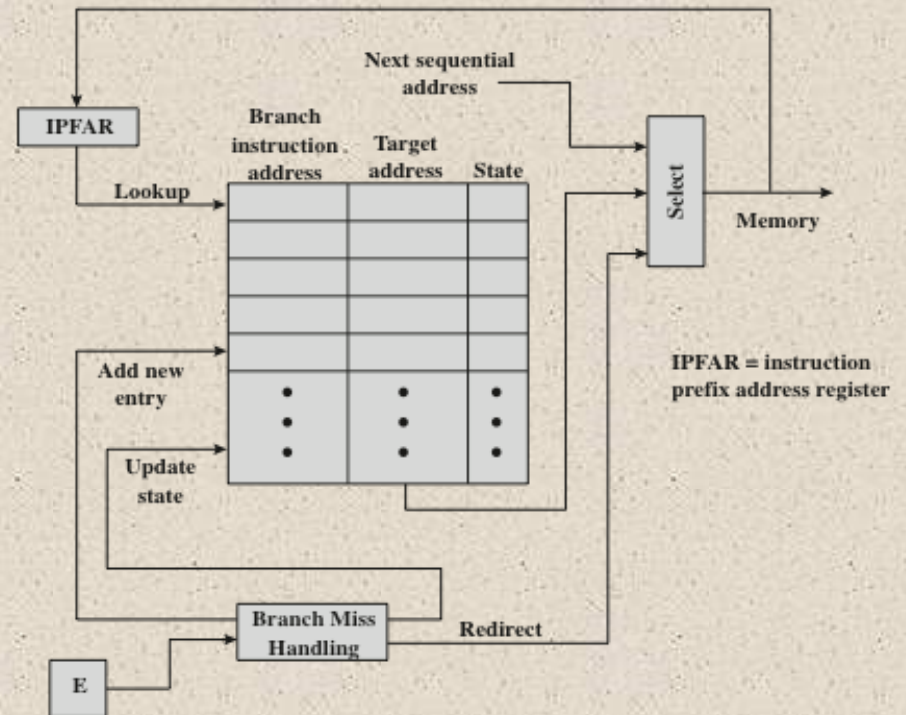 Next sequential
address
IPFAR
Branch
instruction
address
Target
address
State
Lookup
Select
Memory
Add new
entry
IPFAR = instruction
prefix address register
Update
state
Branch Miss
Handling
Redirect
E